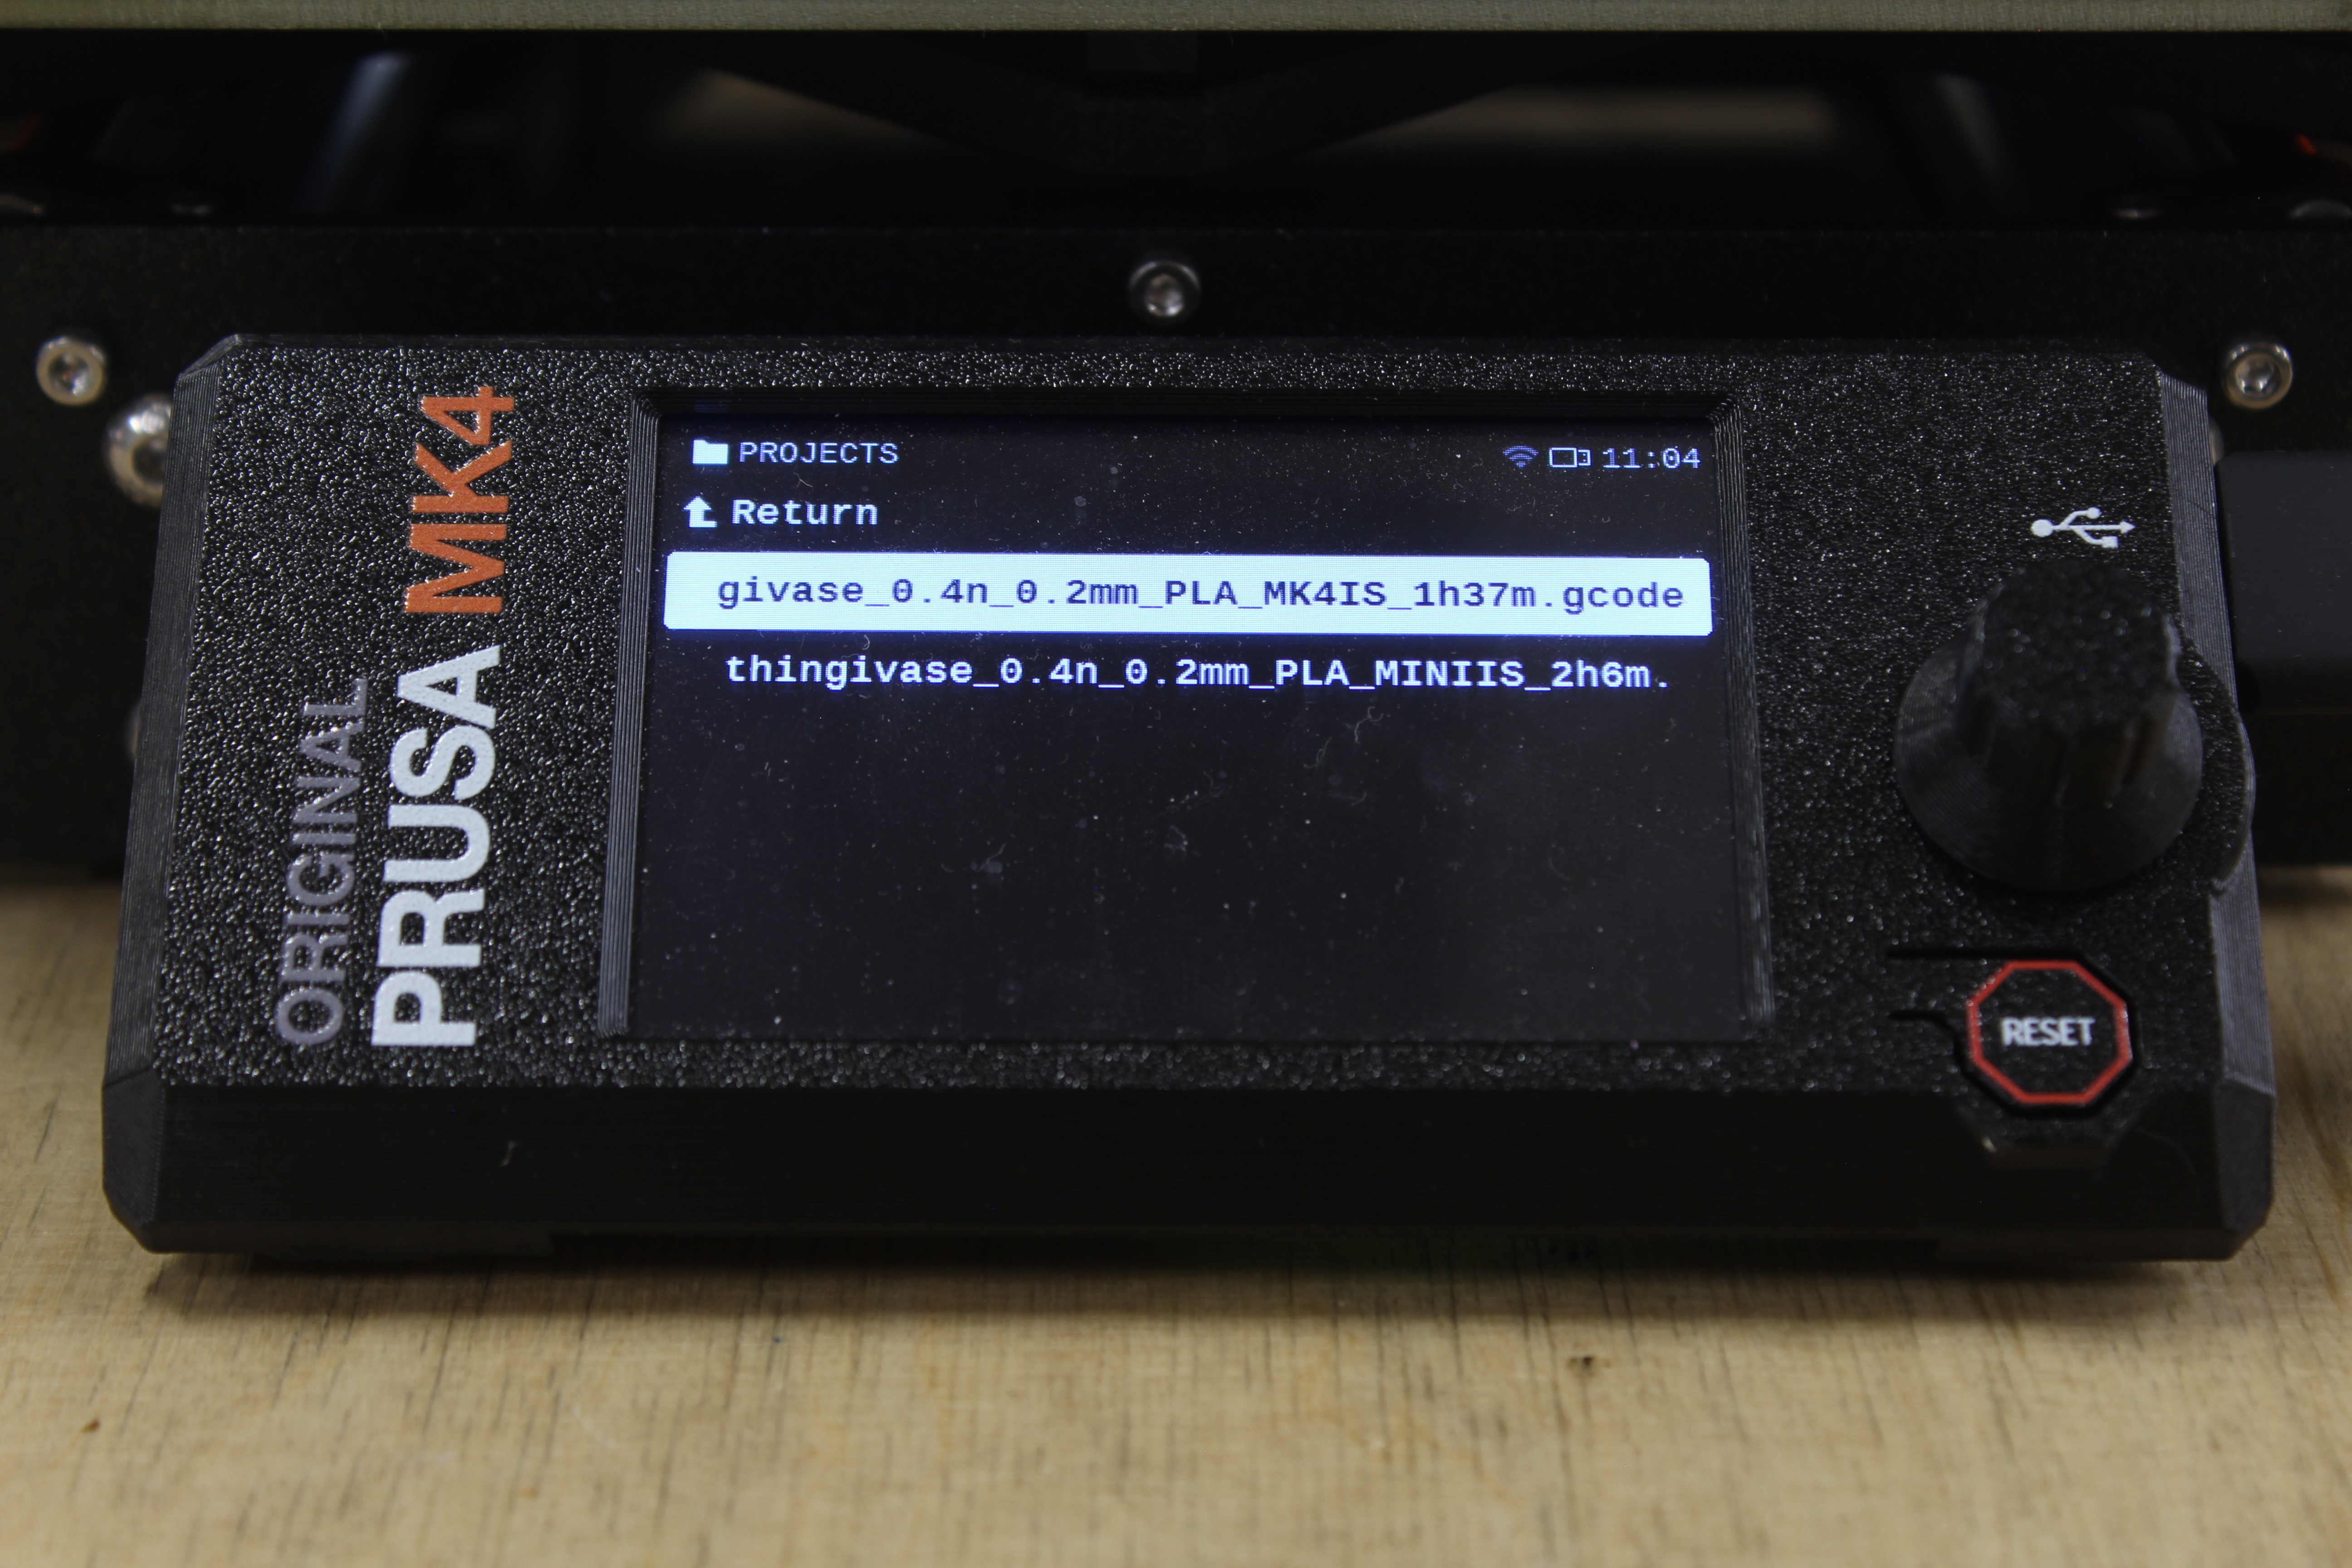 ORIGINAL
PRUSA MK4
PROJECTS
11:04
Return
givase_0.4n_0.2mm_PLA_MK4IS_1h37m.gcode
thingivase_0.4n_0.2mm_PLA_MINIIS_2h6m.
RESET